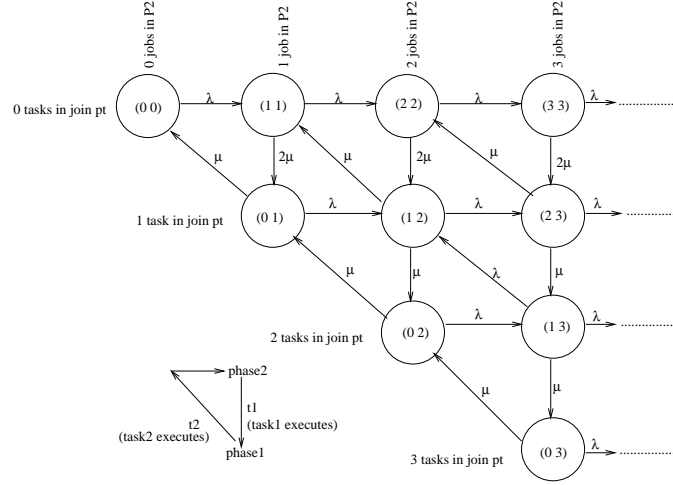 0 jobs in P2
1 job in P2
2 jobs in P2
3 jobs in P2
0 tasks in join pt
(0 0)
λ
(1 1)
λ
(2 2)
λ
(3 3)
λ
μ
2μ
μ
2μ
μ
2μ
1 task in join pt
(0 1)
λ
(1 2)
λ
(2 3)
λ
μ
μ
λ
μ
2 tasks in join pt
(0 2)
λ
(1 3)
λ
μ
μ
3 tasks in join pt
(0 3)
λ
phase2
t1
(task1 executes)
t2
(task2 executes)
phase1